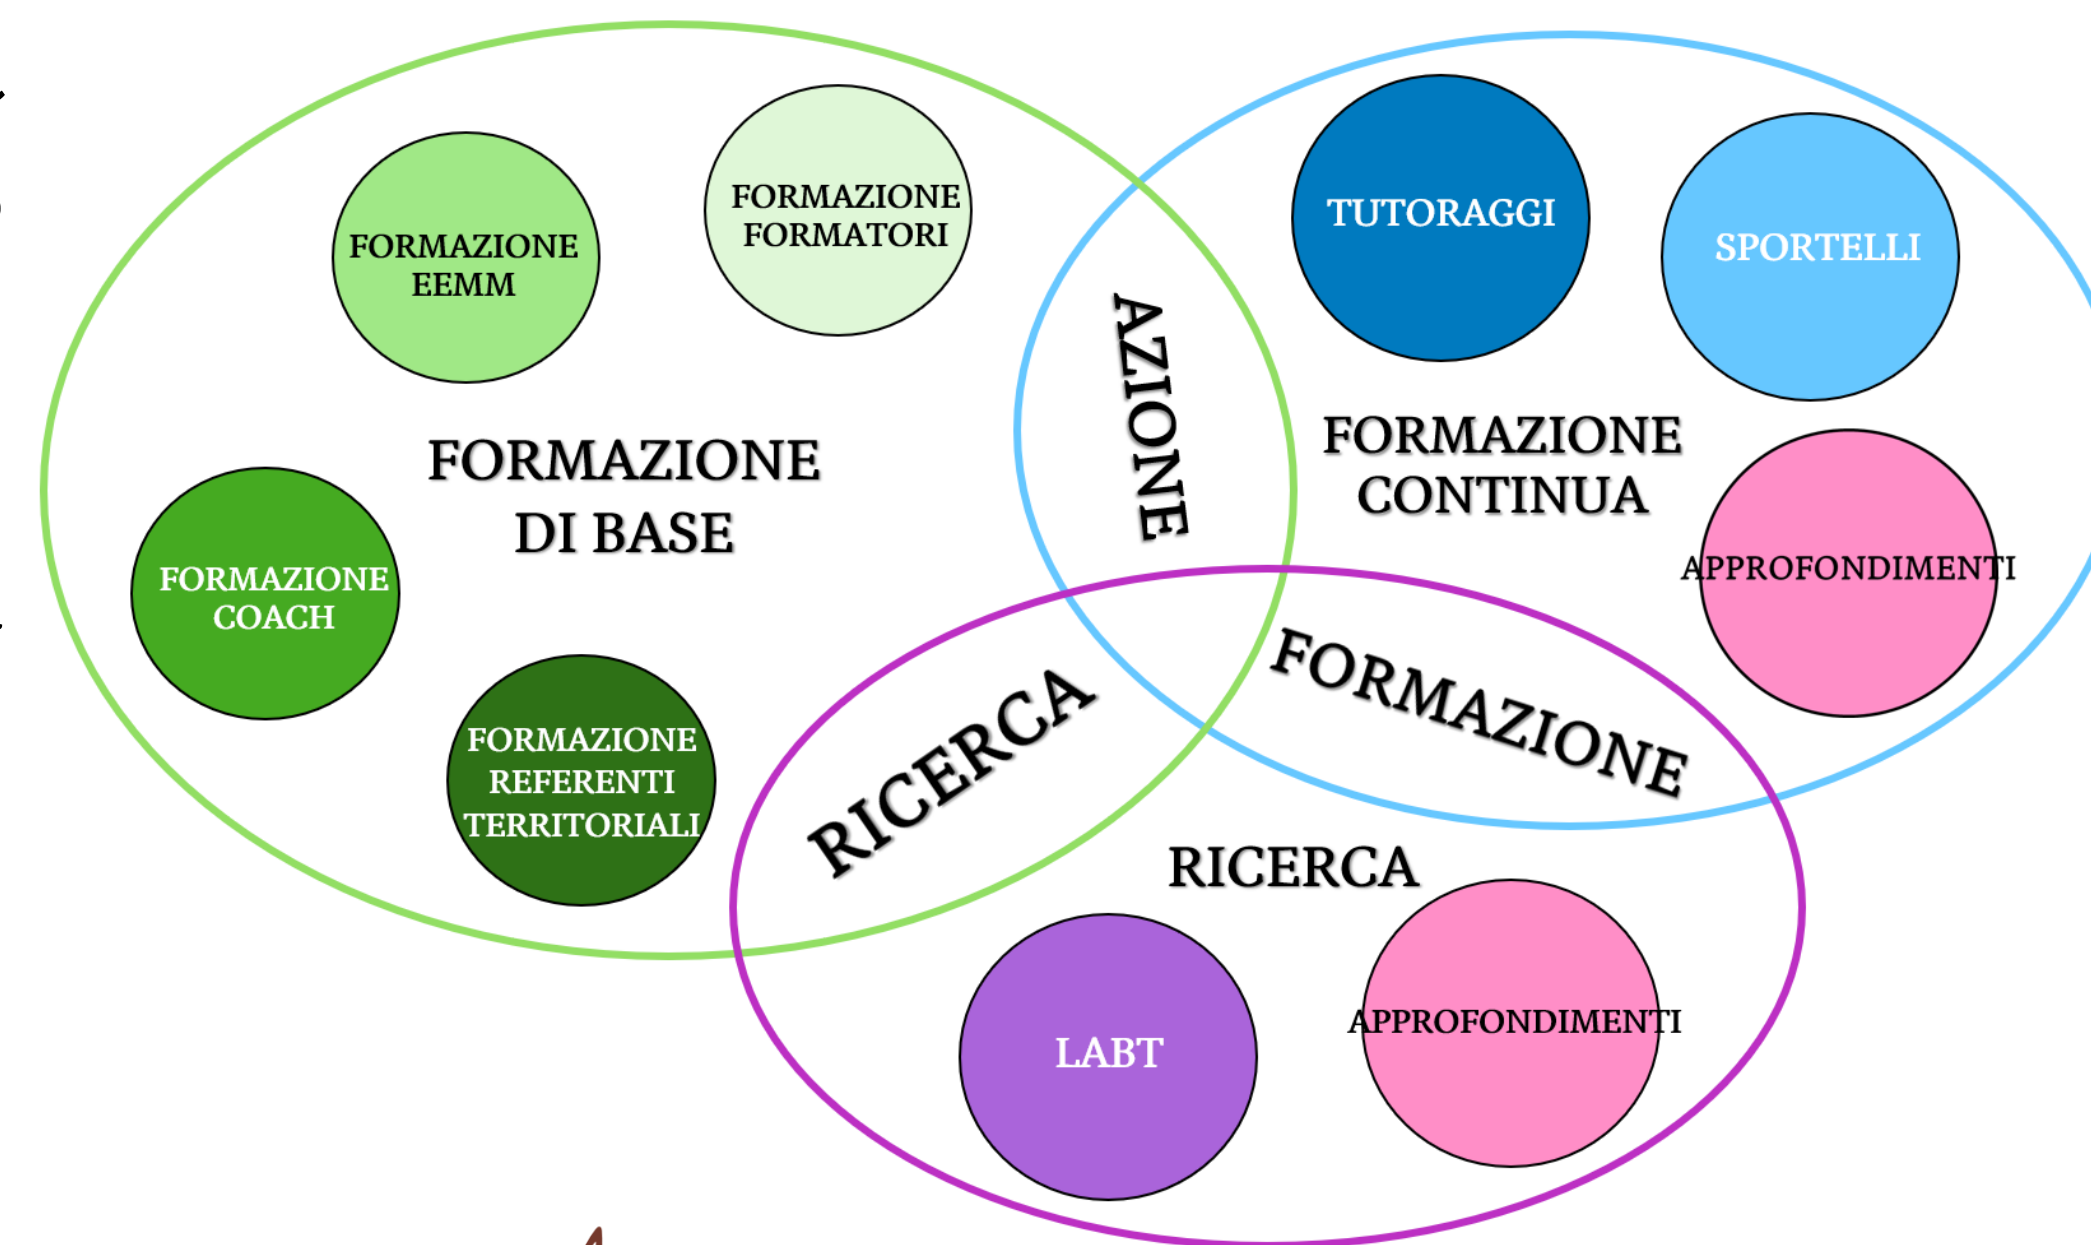 FORMAZIONE
EEMM
FORMAZIONE
FORMATORI
FORMAZIONE
DI BASE
FORMAZIONE
COACH
FORMAZIONE
REFERENTI
TERRITORIALI
AZIONE
TUTORAGGI
SPORTELLI
FORMAZIONE
CONTINUA
APPROFONDIMENTI
RICERCA
FORMAZIONE
RICERCA
LABT
APPROFONDIMENTI